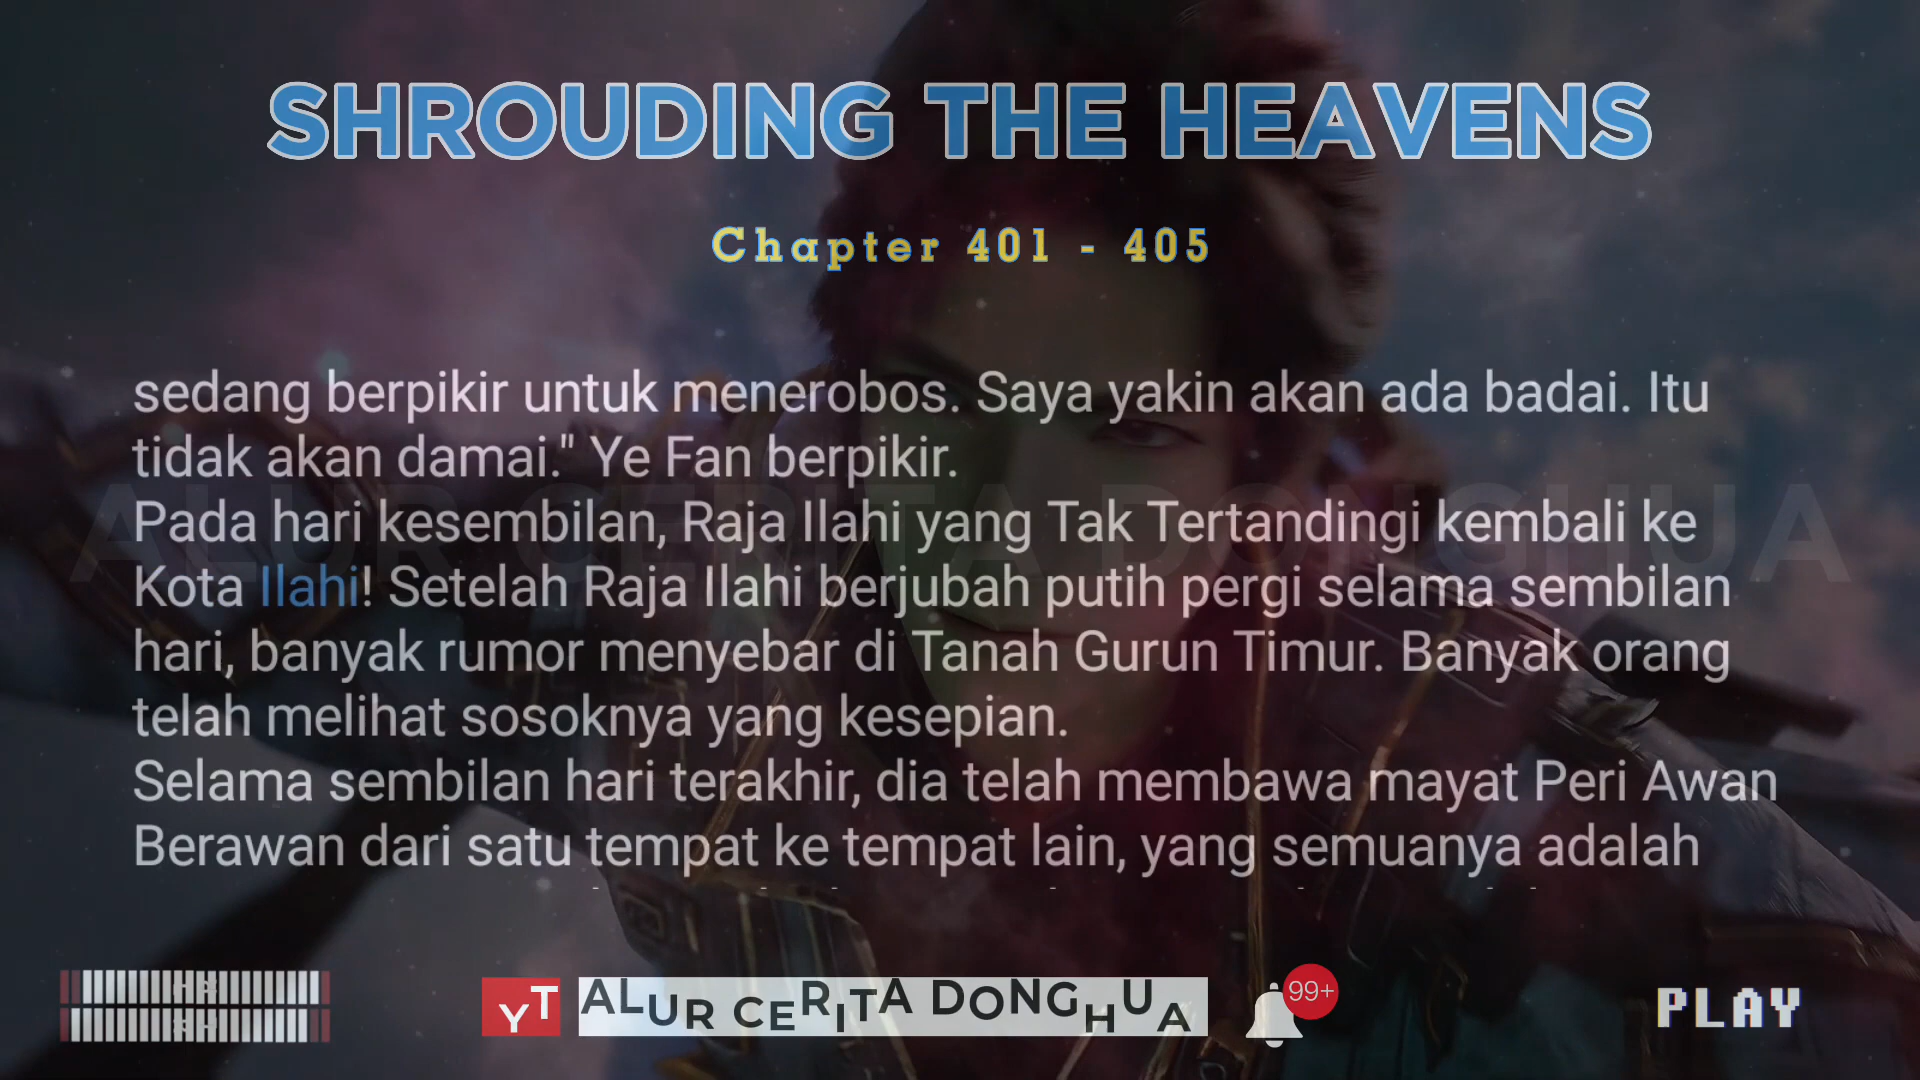 SHROUDING THE HEAVENS
Chapter 401 - 405
sedang berpikir untuk menerobos. Saya yakin akan ada badai. Itu
tidak akan damai." Ye Fan berpikir.
ALUR CERITA DONGHUA
Pada hari kesembilan, Raja Ilahi yang Tak Tertandingi kembali ke
Kota Ilahi! Setelah Raja Ilahi berjubah putih pergi selama sembilan
hari, banyak rumor menyebar di Tanah Gurun Timur. Banyak orang
telah melihat sosoknya yang kesepian.
Selama sembilan hari terakhir, dia telah membawa mayat Peri Awan
Berawan dari satu tempat ke tempat lain, yang semuanya adalah
YT ALUR CERITA DONGHUA 99+
PLAY